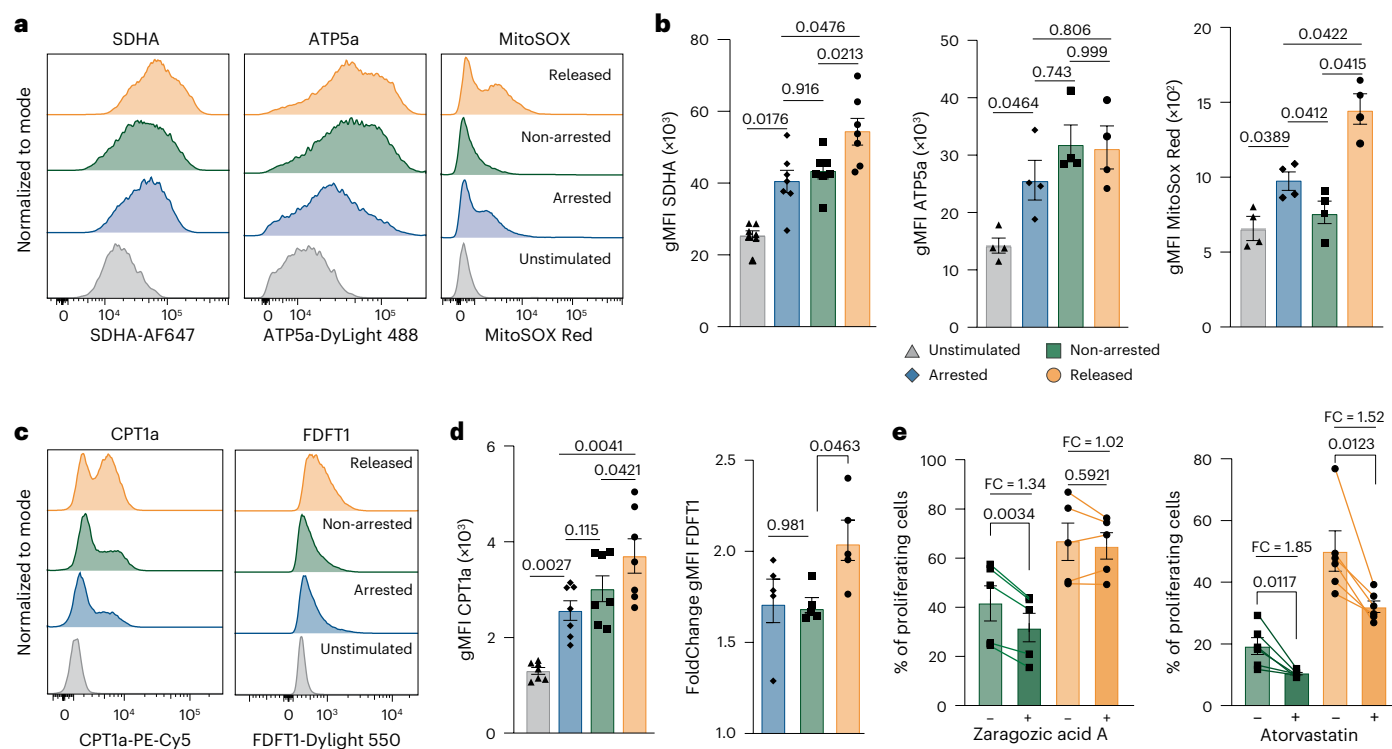 a
SDHA
ATP5a
MitoSOX
Normalized to mode
Released
Non-arrested
Arrested
Unstimulated
0 10⁴ 10⁵
0 10⁴ 10⁵
0 10⁴ 10⁵
SDHA-AF647
ATP5a-DyLight 488
MitoSOX Red
b
gMFI SDHA (×10³)
80
60
40
20
0
0.0476
0.0213
0.916
0.0176
gMFI ATP5a (×10³)
50
40
30
20
10
0
0.806
0.999
0.743
0.0464
gMFI MitoSox Red (×10²)
20
15
10
5
0
0.0422
0.0415
0.0412
0.0389
Unstimulated
Non-arrested
Arrested
Released
c
CPT1a
FDFT1
Normalized to mode
Released
Non-arrested
Arrested
Unstimulated
0 10⁴ 10⁵
0 10³ 10⁴
CPT1a-PE-Cy5
FDFT1-Dylight 550
d
gMFI CPT1a (×10³)
6
4
2
0
0.0041
0.0421
0.115
0.0027
FoldChange gMFI FDFT1
2.5
2.0
1.5
1.0
0.0463
0.981
e
% of proliferating cells
100
80
60
40
20
0
FC = 1.02
0.5921
FC = 1.34
0.0034
− + − +
Zaragozic acid A
% of proliferating cells
80
60
40
20
0
FC = 1.52
0.0123
FC = 1.85
0.0117
− + − +
Atorvastatin